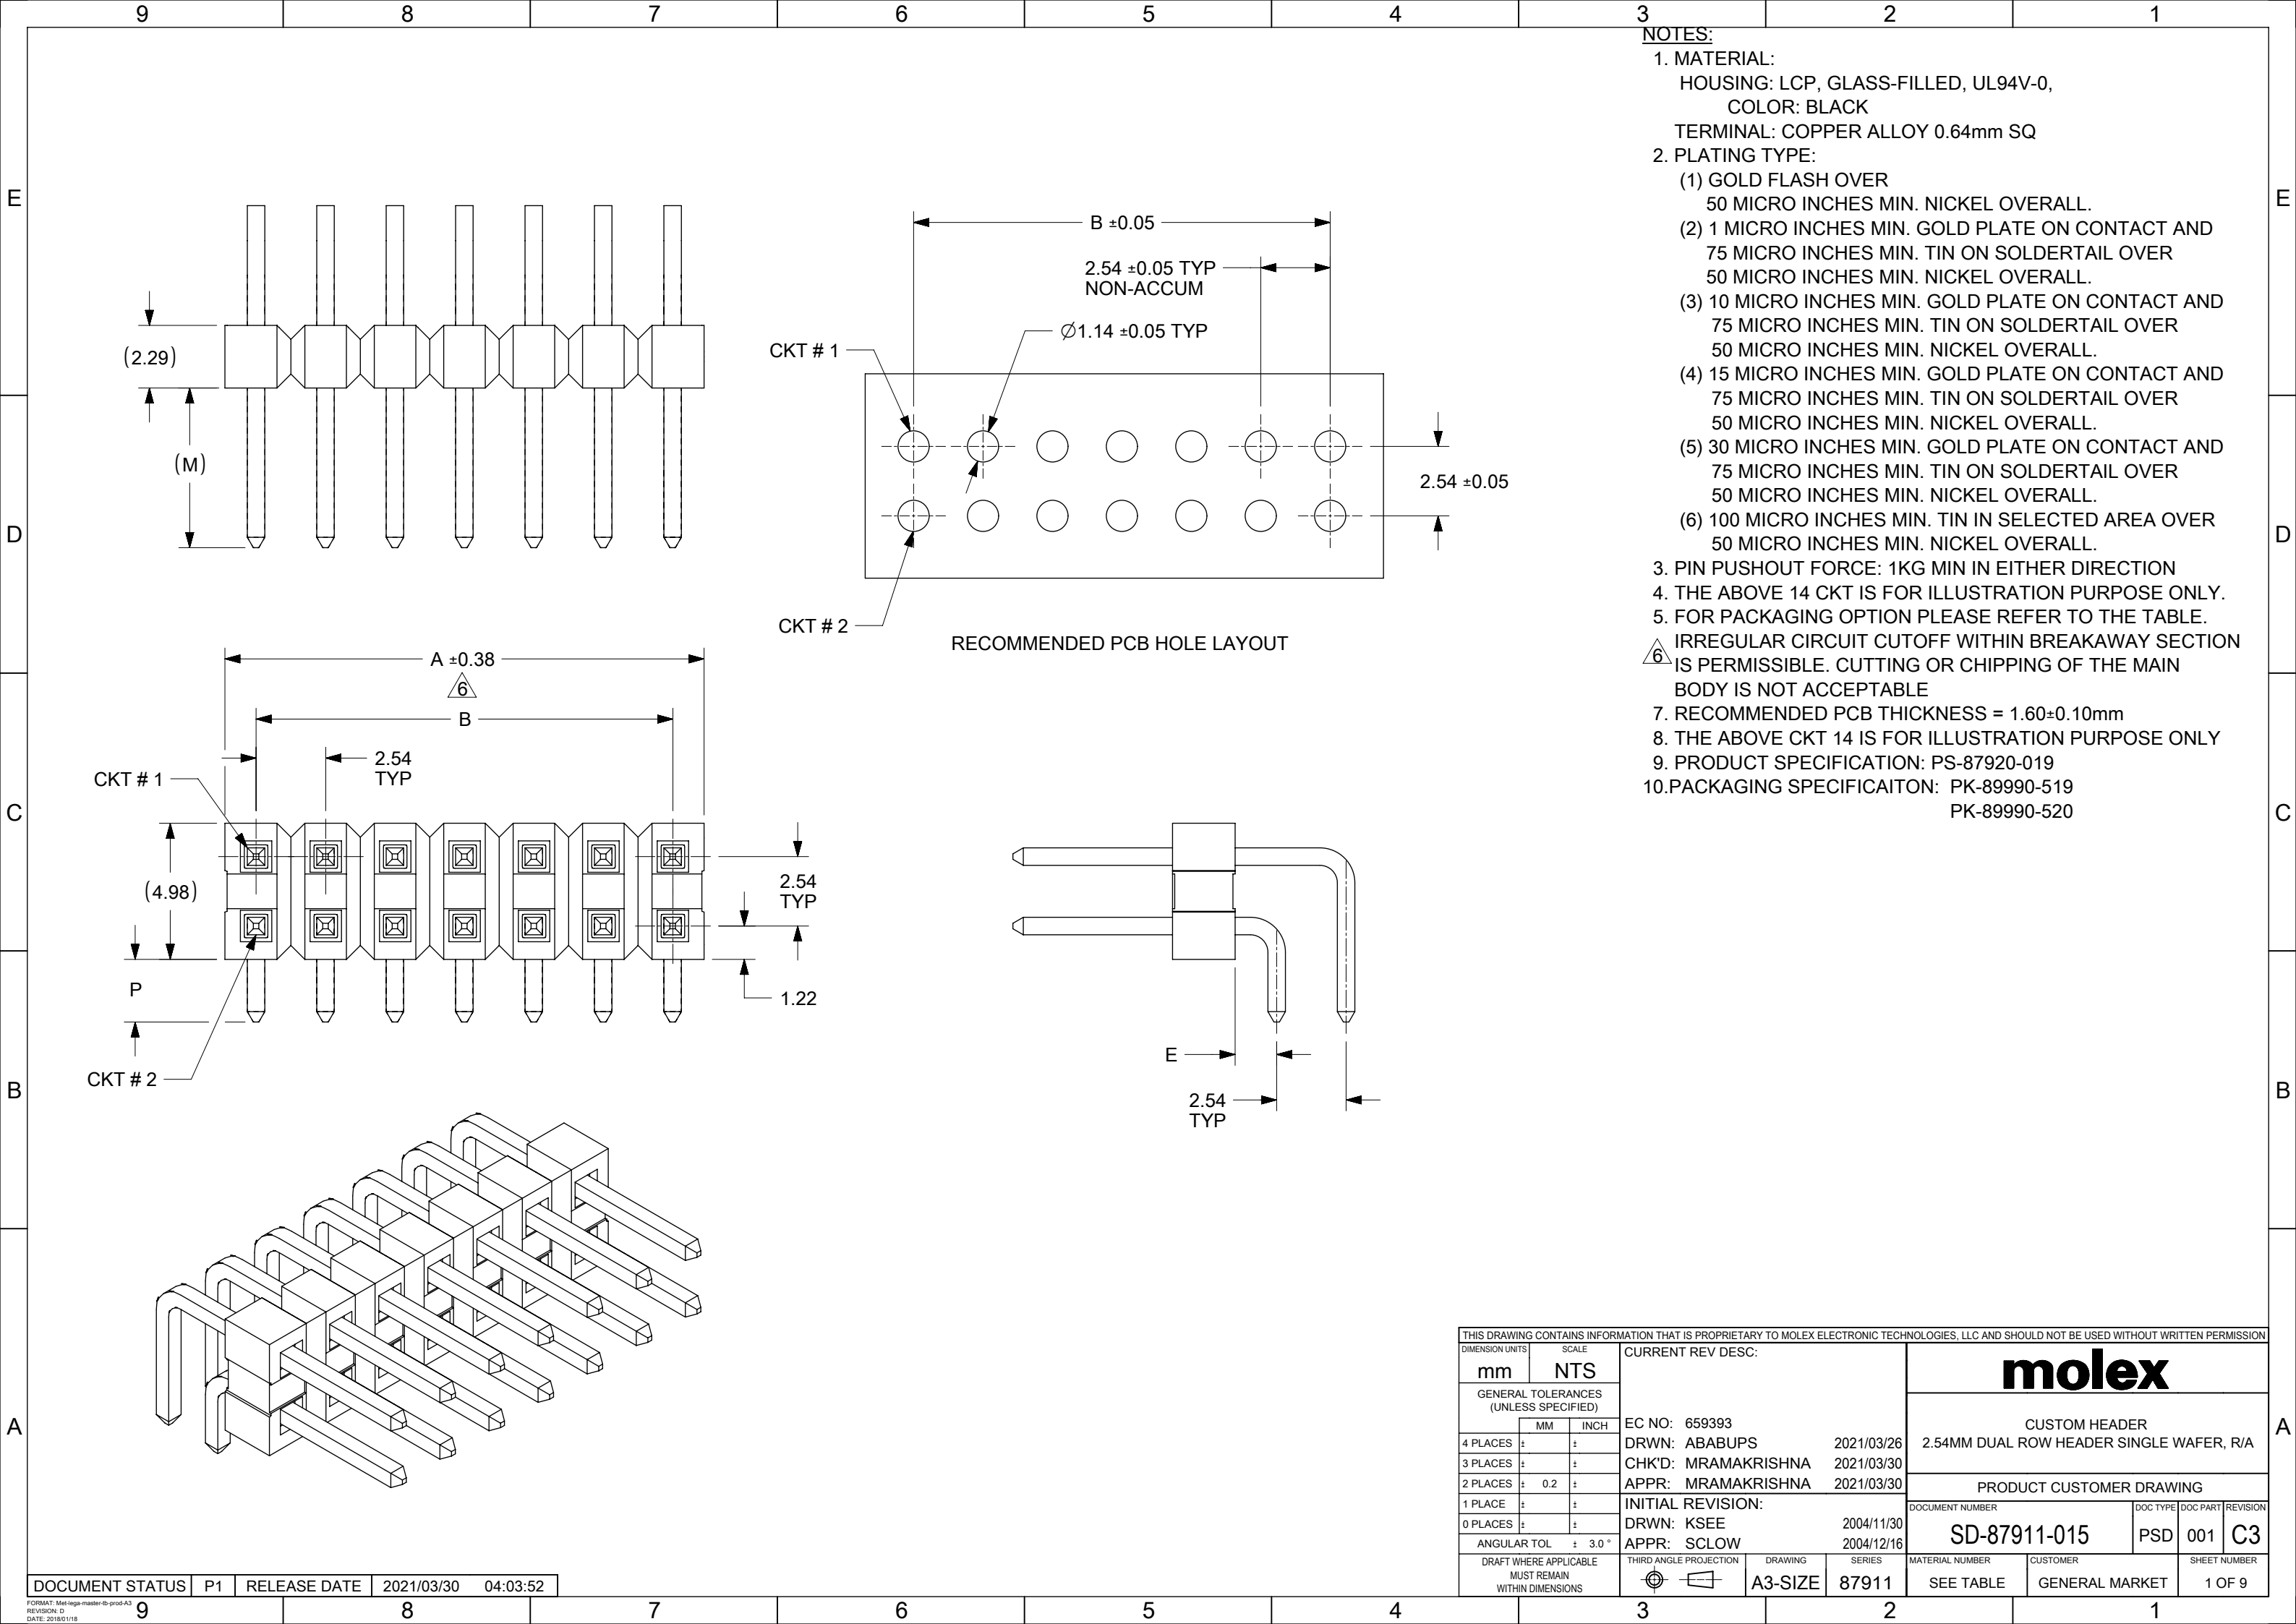 9 8 7 6 5 4 3 2 1
E
D
C
B
A
E
D
C
B
A
(2.29)
(M)
B ±0.05
2.54 ±0.05 TYP
NON-ACCUM
Ø1.14 ±0.05 TYP
CKT # 1
2.54 ±0.05
CKT # 2
RECOMMENDED PCB HOLE LAYOUT
A ±0.38
6
B
2.54
TYP
CKT # 1
(4.98)
2.54
TYP
P
1.22
CKT # 2
E
2.54
TYP
NOTES:
1. MATERIAL:
HOUSING: LCP, GLASS-FILLED, UL94V-0,
COLOR: BLACK
TERMINAL: COPPER ALLOY 0.64mm SQ
2. PLATING TYPE:
(1) GOLD FLASH OVER
50 MICRO INCHES MIN. NICKEL OVERALL.
(2) 1 MICRO INCHES MIN. GOLD PLATE ON CONTACT AND
75 MICRO INCHES MIN. TIN ON SOLDERTAIL OVER
50 MICRO INCHES MIN. NICKEL OVERALL.
(3) 10 MICRO INCHES MIN. GOLD PLATE ON CONTACT AND
75 MICRO INCHES MIN. TIN ON SOLDERTAIL OVER
50 MICRO INCHES MIN. NICKEL OVERALL.
(4) 15 MICRO INCHES MIN. GOLD PLATE ON CONTACT AND
75 MICRO INCHES MIN. TIN ON SOLDERTAIL OVER
50 MICRO INCHES MIN. NICKEL OVERALL.
(5) 30 MICRO INCHES MIN. GOLD PLATE ON CONTACT AND
75 MICRO INCHES MIN. TIN ON SOLDERTAIL OVER
50 MICRO INCHES MIN. NICKEL OVERALL.
(6) 100 MICRO INCHES MIN. TIN IN SELECTED AREA OVER
50 MICRO INCHES MIN. NICKEL OVERALL.
3. PIN PUSHOUT FORCE: 1KG MIN IN EITHER DIRECTION
4. THE ABOVE 14 CKT IS FOR ILLUSTRATION PURPOSE ONLY.
5. FOR PACKAGING OPTION PLEASE REFER TO THE TABLE.
6 IRREGULAR CIRCUIT CUTOFF WITHIN BREAKAWAY SECTION
IS PERMISSIBLE. CUTTING OR CHIPPING OF THE MAIN
BODY IS NOT ACCEPTABLE
7. RECOMMENDED PCB THICKNESS = 1.60±0.10mm
8. THE ABOVE CKT 14 IS FOR ILLUSTRATION PURPOSE ONLY
9. PRODUCT SPECIFICATION: PS-87920-019
10.PACKAGING SPECIFICAITON: PK-89990-519
PK-89990-520
THIS DRAWING CONTAINS INFORMATION THAT IS PROPRIETARY TO MOLEX ELECTRONIC TECHNOLOGIES, LLC AND SHOULD NOT BE USED WITHOUT WRITTEN PERMISSION
DIMENSION UNITS SCALE
mm NTS
GENERAL TOLERANCES
(UNLESS SPECIFIED)
MM INCH
4 PLACES ± ±
3 PLACES ± ±
2 PLACES ± 0.2 ±
1 PLACE ± ±
0 PLACES ± ±
ANGULAR TOL ± 3.0 °
DRAFT WHERE APPLICABLE
MUST REMAIN
WITHIN DIMENSIONS
CURRENT REV DESC:
EC NO: 659393
DRWN: ABABUPS 2021/03/26
CHK'D: MRAMAKRISHNA 2021/03/30
APPR: MRAMAKRISHNA 2021/03/30
INITIAL REVISION:
DRWN: KSEE 2004/11/30
APPR: SCLOW 2004/12/16
THIRD ANGLE PROJECTION DRAWING SERIES
A3-SIZE 87911
molex
CUSTOM HEADER
2.54MM DUAL ROW HEADER SINGLE WAFER, R/A
PRODUCT CUSTOMER DRAWING
DOCUMENT NUMBER DOC TYPE DOC PART REVISION
SD-87911-015 PSD 001 C3
MATERIAL NUMBER CUSTOMER SHEET NUMBER
SEE TABLE GENERAL MARKET 1 OF 9
DOCUMENT STATUS P1 RELEASE DATE 2021/03/30 04:03:52
FORMAT: Met-lega-master-tb-prod-A3
REVISION: D
DATE: 2018/01/18
9 8 7 6 5 4 3 2 1